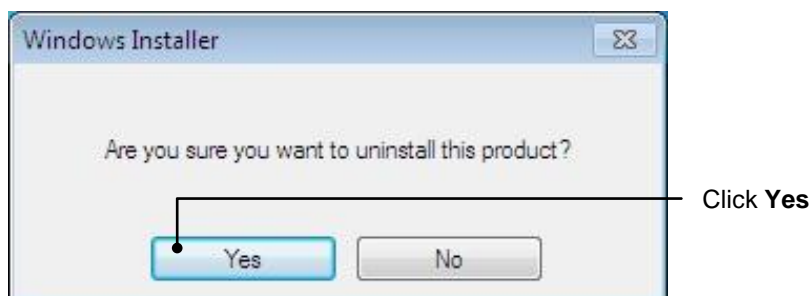 Windows Installer
Are you sure you want to uninstall this product?
Click Yes
Yes No